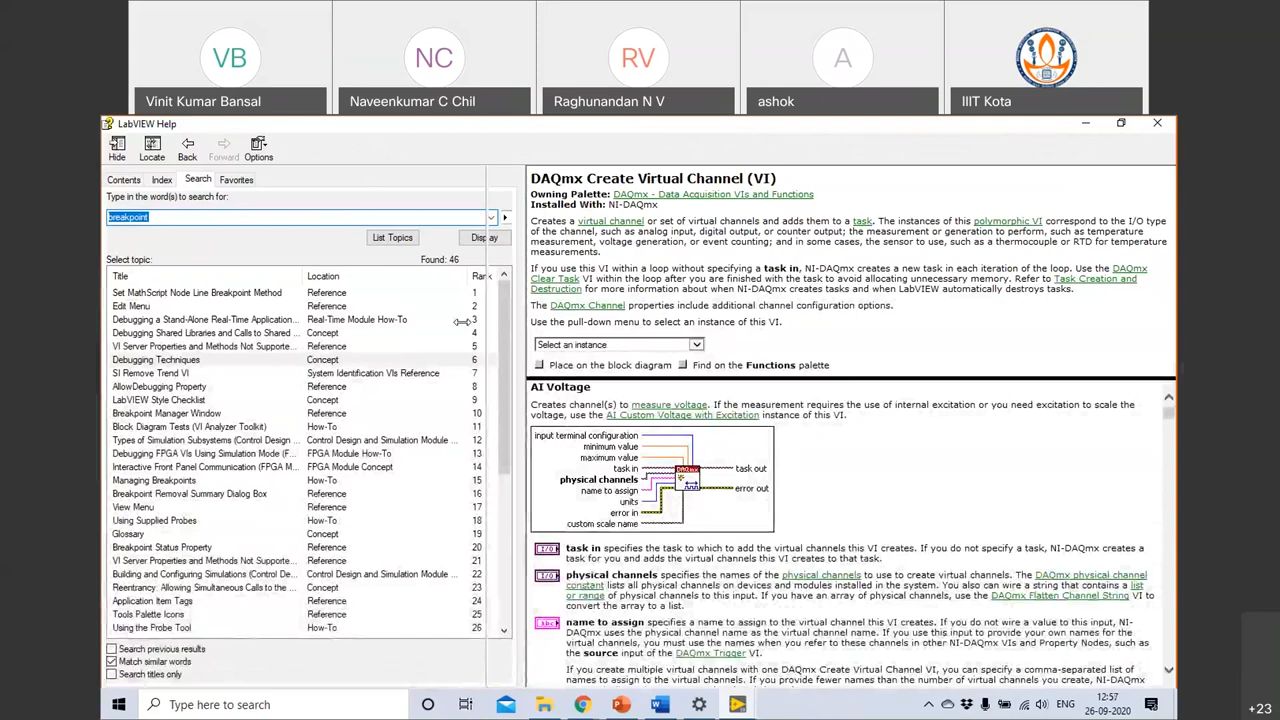 VB
NC
RV
A
Vinit Kumar Bansal
Naveenkumar C Chil
Raghunandan N V
ashok
IIIT Kota
LabVIEW Help
Hide
Locate
Back
Forward
Options
Contents
Index
Search
Favorites
Type in the word(s) to search for:
breakpoint
List Topics
Display
Select topic:
Found: 46
Title Location Rank
Set MathScript Node Line Breakpoint Method Reference 1
Edit Menu Reference 2
Debugging a Stand-Alone Real-Time Application... Real-Time Module How-To 3
Debugging Shared Libraries and Calls to Shared ... Concept 4
VI Server Properties and Methods Not Supporte... Reference 5
Debugging Techniques Concept 6
SI Remove Trend VI System Identification VIs Reference 7
AllowDebugging Property Reference 8
LabVIEW Style Checklist Concept 9
Breakpoint Manager Window Reference 10
Block Diagram Tests (VI Analyzer Toolkit) How-To 11
Types of Simulation Subsystems (Control Design ... Control Design and Simulation Module ... 12
Debugging FPGA VIs Using Simulation Mode (F... FPGA Module How-To 13
Interactive Front Panel Communication (FPGA M... FPGA Module Concept 14
Managing Breakpoints How-To 15
Breakpoint Removal Summary Dialog Box Reference 16
View Menu Reference 17
Using Supplied Probes How-To 18
Glossary Reference 19
Breakpoint Status Property Reference 20
VI Server Properties and Methods Not Supporte... Reference 21
Building and Configuring Simulations (Control De... Control Design and Simulation Module ... 22
Reentrancy: Allowing Simultaneous Calls to the ... Concept 23
Application Item Tags Reference 24
Tools Palette Icons Reference 25
Using the Probe Tool How-To 26
Search previous results
Match similar words
Search titles only
DAQmx Create Virtual Channel (VI)
Owning Palette: DAQmx - Data Acquisition VIs and Functions
Installed With: NI-DAQmx
Creates a virtual channel or set of virtual channels and adds them to a task. The instances of this polymorphic VI correspond to the I/O type
of the channel, such as analog input, digital output, or counter output; the measurement or generation to perform, such as temperature
measurement, voltage generation, or event counting; and in some cases, the sensor to use, such as a thermocouple or RTD for temperature
measurements.
If you use this VI within a loop without specifying a task in, NI-DAQmx creates a new task in each iteration of the loop. Use the DAQmx
Clear Task VI within the loop after you are finished with the task to avoid allocating unnecessary memory. Refer to Task Creation and
Destruction for more information about when NI-DAQmx creates tasks and when LabVIEW automatically destroys tasks.
The DAQmx Channel properties include additional channel configuration options.
Use the pull-down menu to select an instance of this VI.
Select an instance
Place on the block diagram Find on the Functions palette
AI Voltage
Creates channel(s) to measure voltage. If the measurement requires the use of internal excitation or you need excitation to scale the
voltage, use the AI Custom Voltage with Excitation instance of this VI.
input terminal configuration
minimum value
maximum value
task in
physical channels
name to assign
units
error in
custom scale name
DAQmx
task out
error out
I/O task in specifies the task to which to add the virtual channels this VI creates. If you do not specify a task, NI-DAQmx creates a
task for you and adds the virtual channels this VI creates to that task.
I/O physical channels specifies the names of the physical channels to use to create virtual channels. The DAQmx physical channel
constant lists all physical channels on devices and modules installed in the system. You also can wire a string that contains a list
or range of physical channels to this input. If you have an array of physical channels, use the DAQmx Flatten Channel String VI to
convert the array to a list.
abc name to assign specifies a name to assign to the virtual channel this VI creates. If you do not wire a value to this input, NI-
DAQmx uses the physical channel name as the virtual channel name. If you use this input to provide your own names for the
virtual channels, you must use the names when you refer to these channels in other NI-DAQmx VIs and Property Nodes, such as
the source input of the DAQmx Trigger VI.
If you create multiple virtual channels with one DAQmx Create Virtual Channel VI, you can specify a comma-separated list of
names to assign to the virtual channels. If you provide fewer names than the number of virtual channels you create, NI-DAQmx
Type here to search
ENG
12:57
26-09-2020
+23